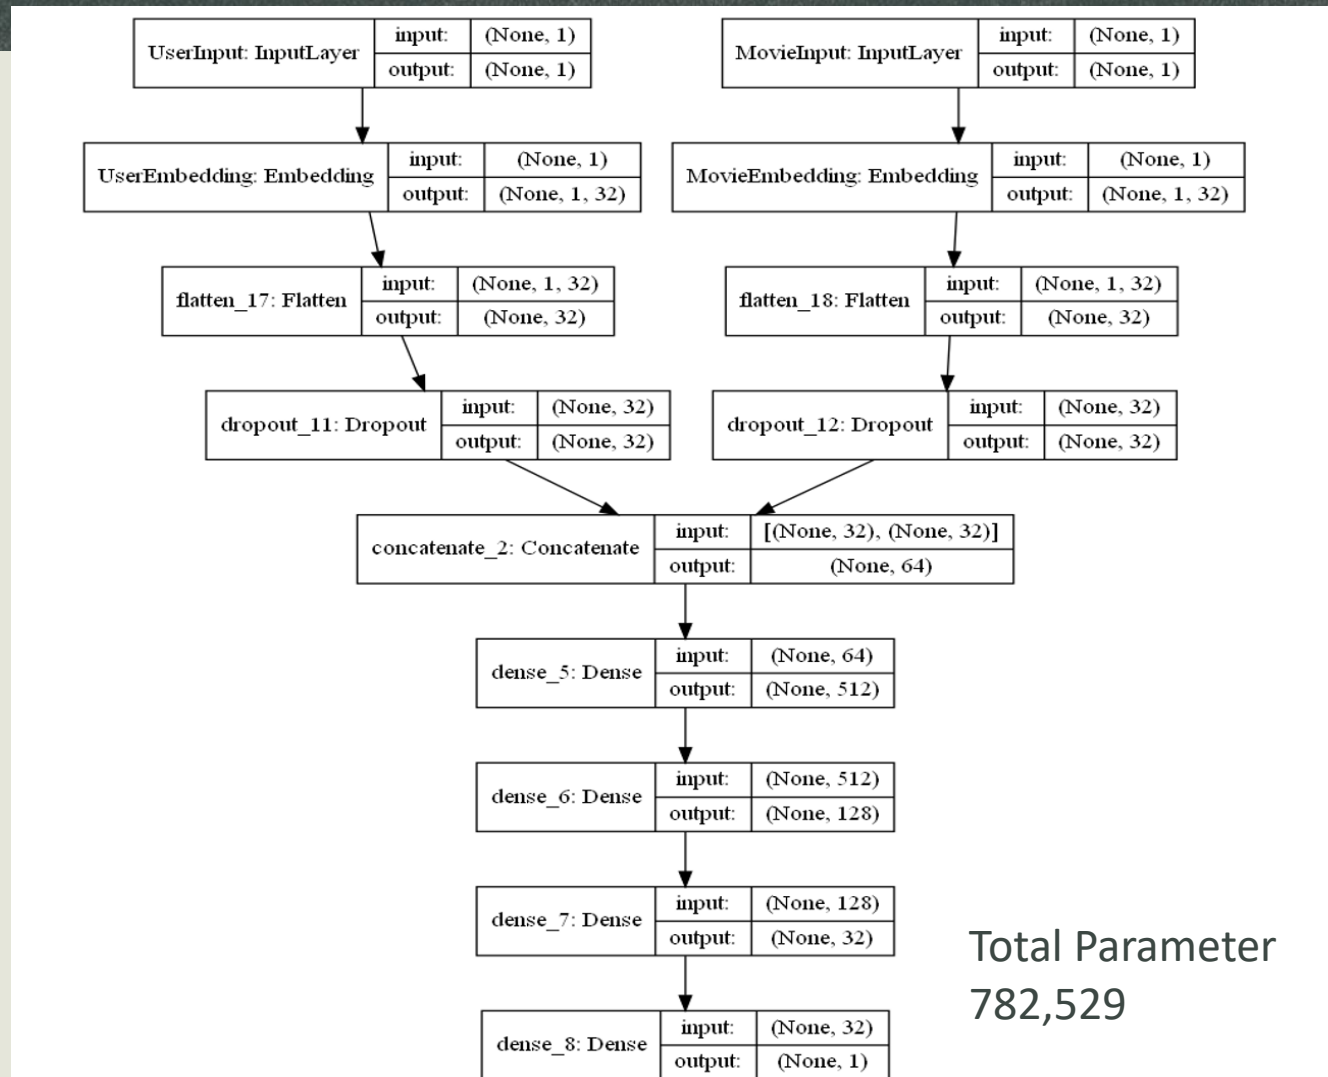 UserInput: InputLayer input: (None, 1)
output: (None, 1)
MovieInput: InputLayer input: (None, 1)
output: (None, 1)
UserEmbedding: Embedding input: (None, 1)
output: (None, 1, 32)
MovieEmbedding: Embedding input: (None, 1)
output: (None, 1, 32)
flatten_17: Flatten input: (None, 1, 32)
output: (None, 32)
flatten_18: Flatten input: (None, 1, 32)
output: (None, 32)
dropout_11: Dropout input: (None, 32)
output: (None, 32)
dropout_12: Dropout input: (None, 32)
output: (None, 32)
concatenate_2: Concatenate input: [(None, 32), (None, 32)]
output: (None, 64)
dense_5: Dense input: (None, 64)
output: (None, 512)
dense_6: Dense input: (None, 512)
output: (None, 128)
dense_7: Dense input: (None, 128)
output: (None, 32)
dense_8: Dense input: (None, 32)
output: (None, 1)
Total Parameter
782,529